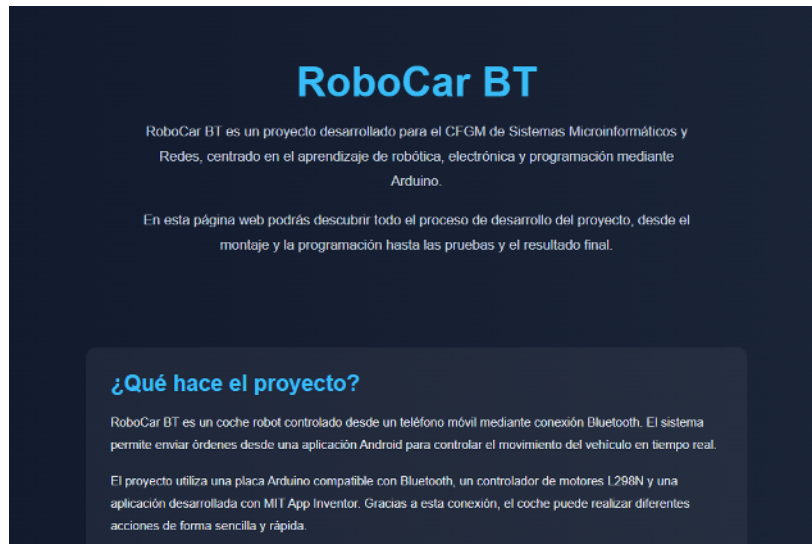 RoboCar BT
RoboCar BT es un proyecto desarrollado para el CFGM de Sistemas Microinformáticos y
Redes, centrado en el aprendizaje de robótica, electrónica y programación mediante
Arduino.
En esta página web podrás descubrir todo el proceso de desarrollo del proyecto, desde el
montaje y la programación hasta las pruebas y el resultado final.
¿Qué hace el proyecto?
RoboCar BT es un coche robot controlado desde un teléfono móvil mediante conexión Bluetooth. El sistema
permite enviar órdenes desde una aplicación Android para controlar el movimiento del vehículo en tiempo real.
El proyecto utiliza una placa Arduino compatible con Bluetooth, un controlador de motores L298N y una
aplicación desarrollada con MIT App Inventor. Gracias a esta conexión, el coche puede realizar diferentes
acciones de forma sencilla y rápida.